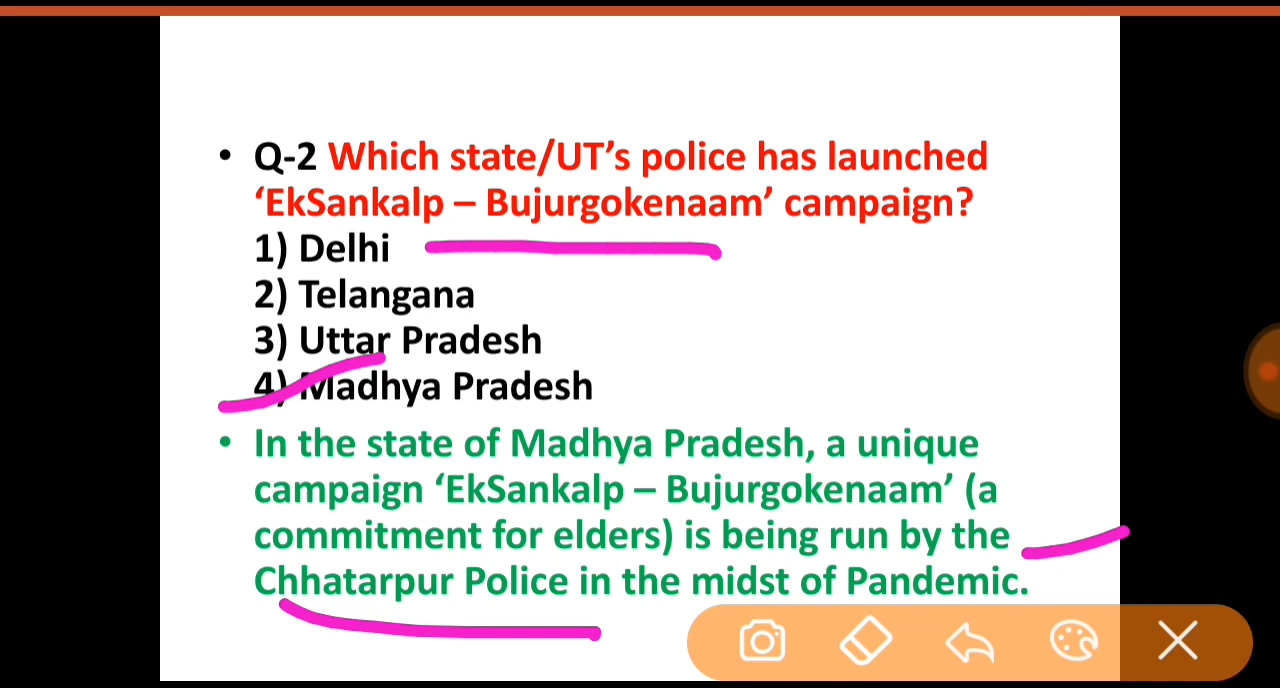 • Q-2 Which state/UT’s police has launched
‘EkSankalp – Bujurgokenaam’ campaign?
1) Delhi
2) Telangana
3) Uttar Pradesh
4) Madhya Pradesh
• In the state of Madhya Pradesh, a unique
campaign ‘EkSankalp – Bujurgokenaam’ (a
commitment for elders) is being run by the
Chhatarpur Police in the midst of Pandemic.